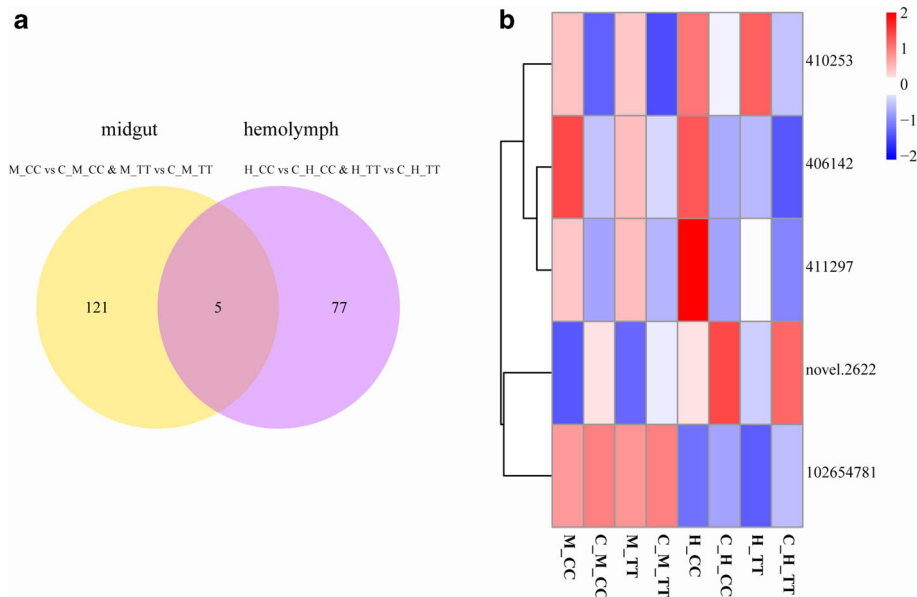 a
midgut hemolymph
M_CC vs C_M_CC & M_TT vs C_M_TT H_CC vs C_H_CC & H_TT vs C_H_TT
121 5 77
b
2
1
0
−1
−2
410253
406142
411297
novel.2622
102654781
M_CC
C_M_CC
M_TT
C_M_TT
H_CC
C_H_CC
H_TT
C_H_TT